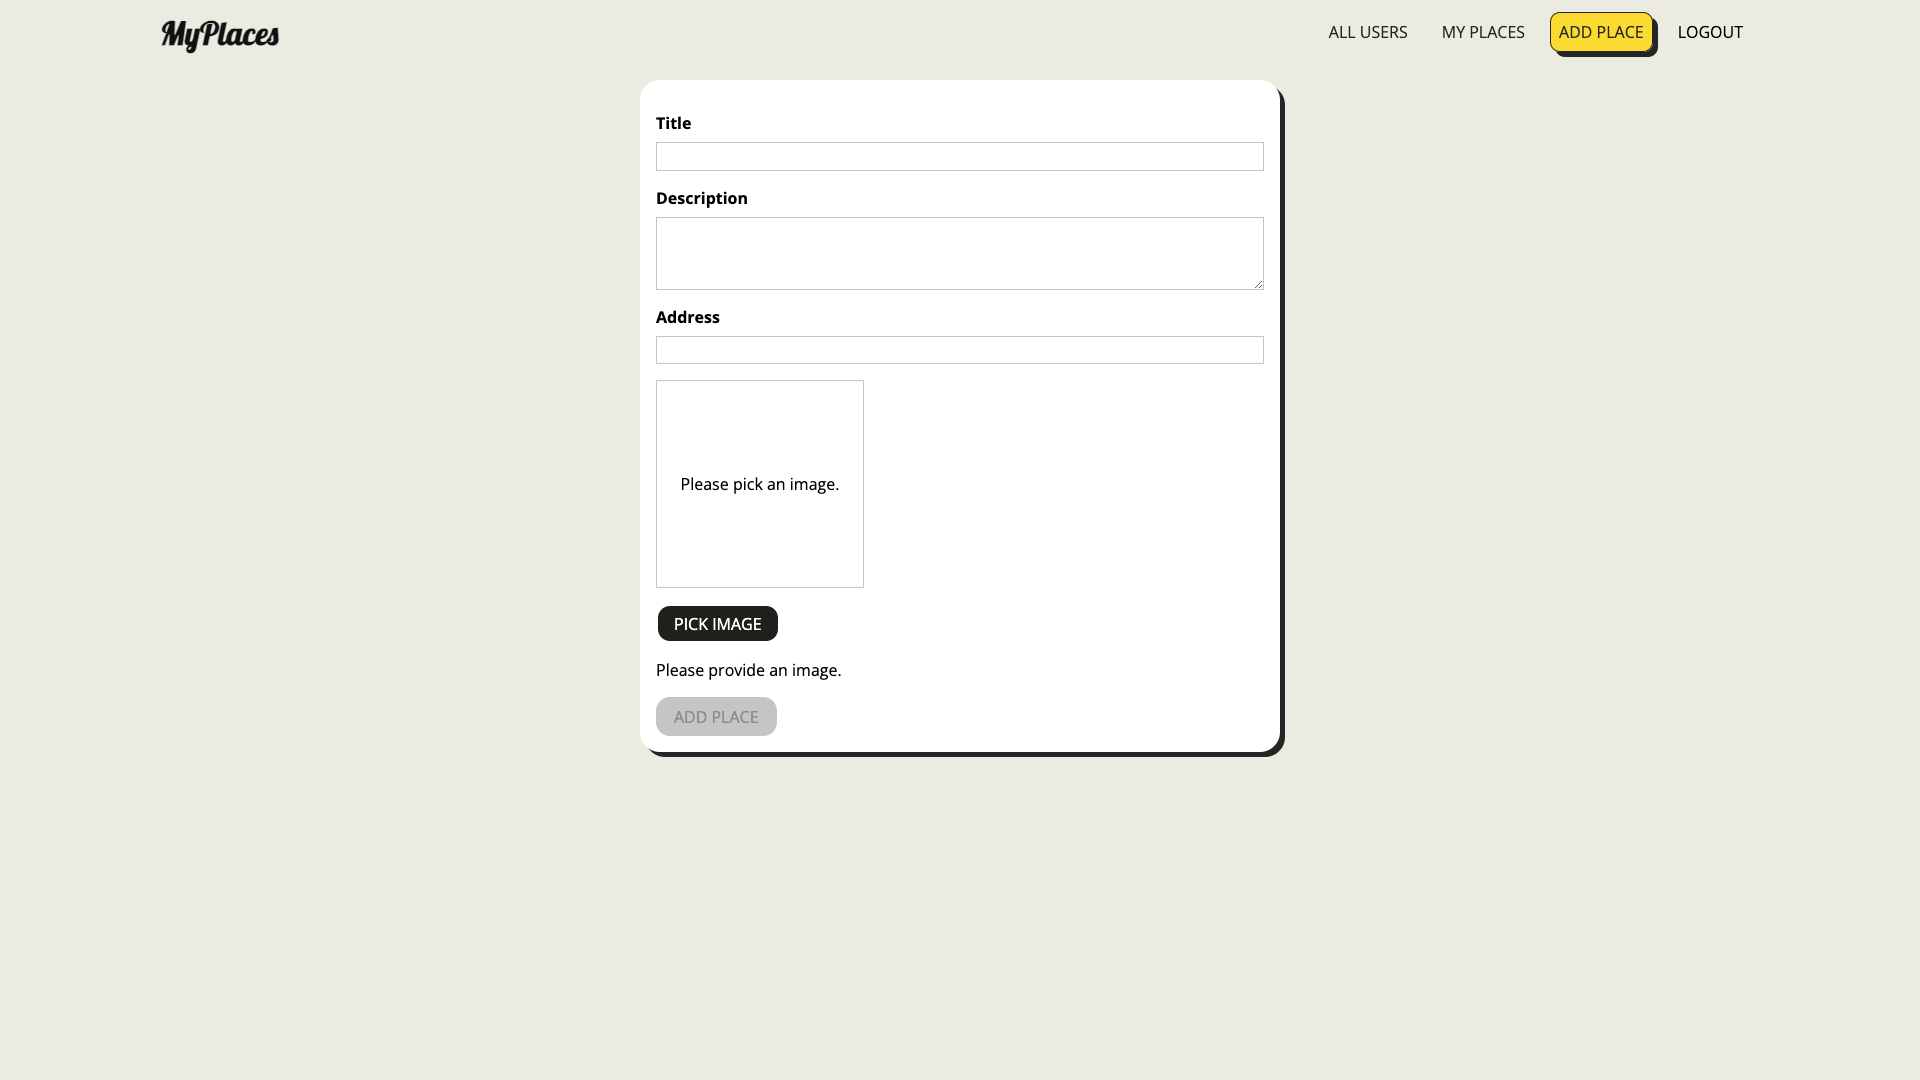 MyPlaces
ALL USERS
MY PLACES
ADD PLACE
LOGOUT
Title
Description
Address
Please pick an image.
PICK IMAGE
Please provide an image.
ADD PLACE